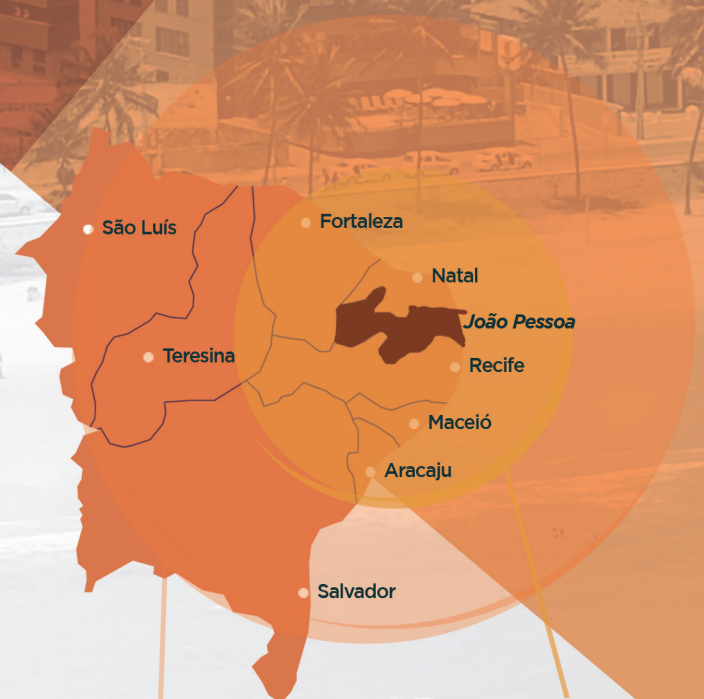 Fortaleza
São Luís
Natal
João Pessoa
Teresina
Recife
Maceió
Aracaju
Salvador